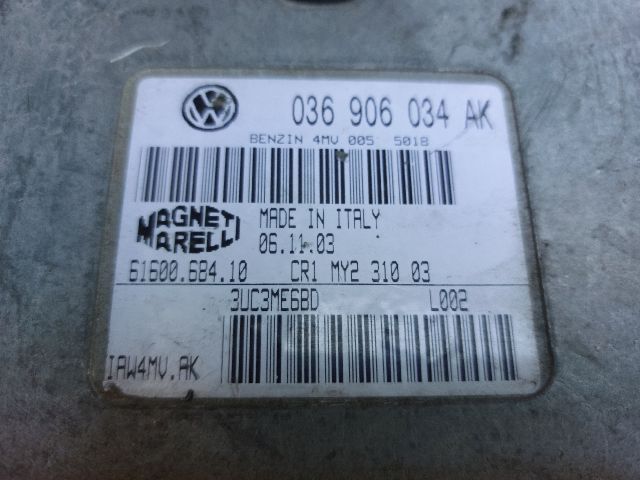 VW 036 906 034 AK
BENZIN 4MV 005 5018
MAGNETI MARELLI
MADE IN ITALY
06.11.03
61600.684.10 CR1 MY2 310 03
3UC3ME6BD L002
IAW4MV.AK